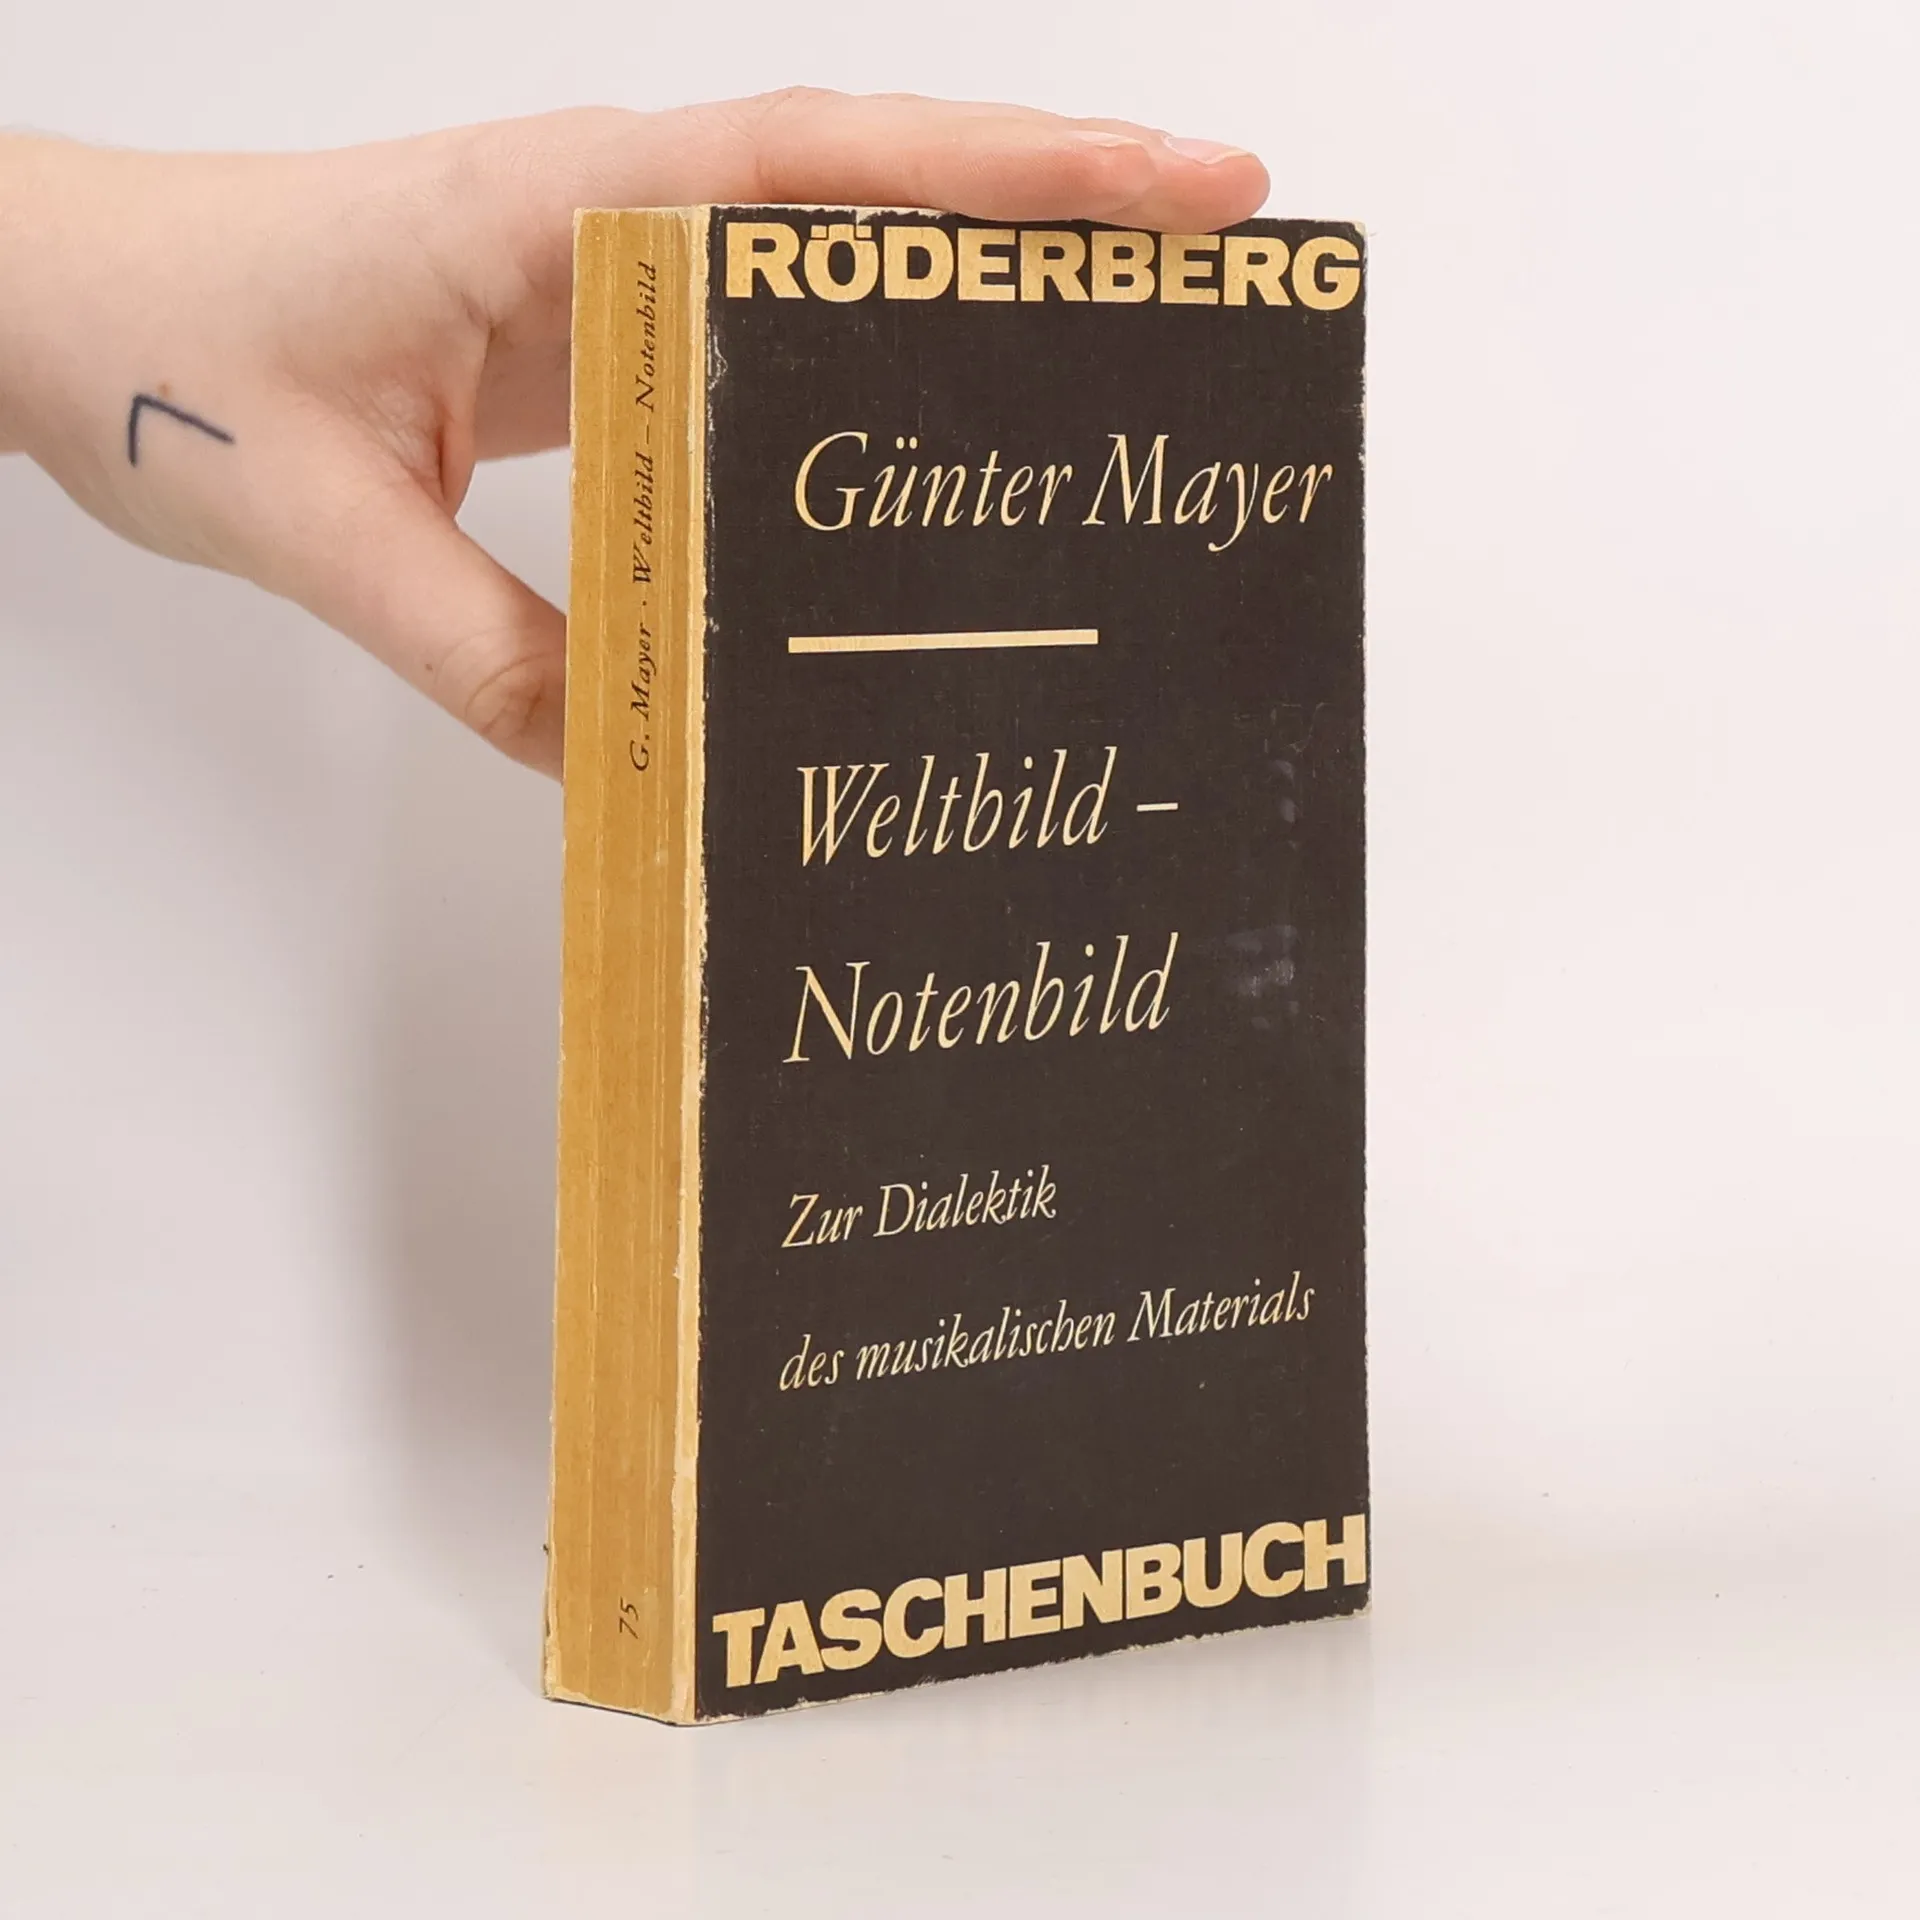 G. Mayer · Weltbild – Notenbild
75
RÖDERBERG
Günter Mayer
Weltbild –
Notenbild
Zur Dialektik
des musikalischen Materials
TASCHENBUCH